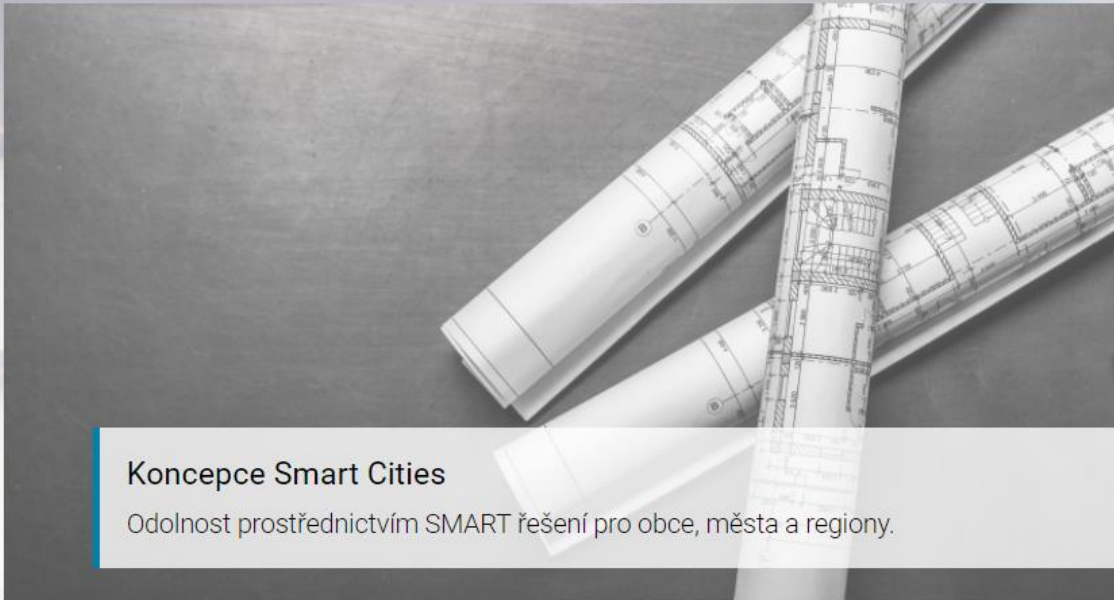 Koncepce Smart Cities
Odolnost prostřednictvím SMART řešení pro obce, města a regiony.